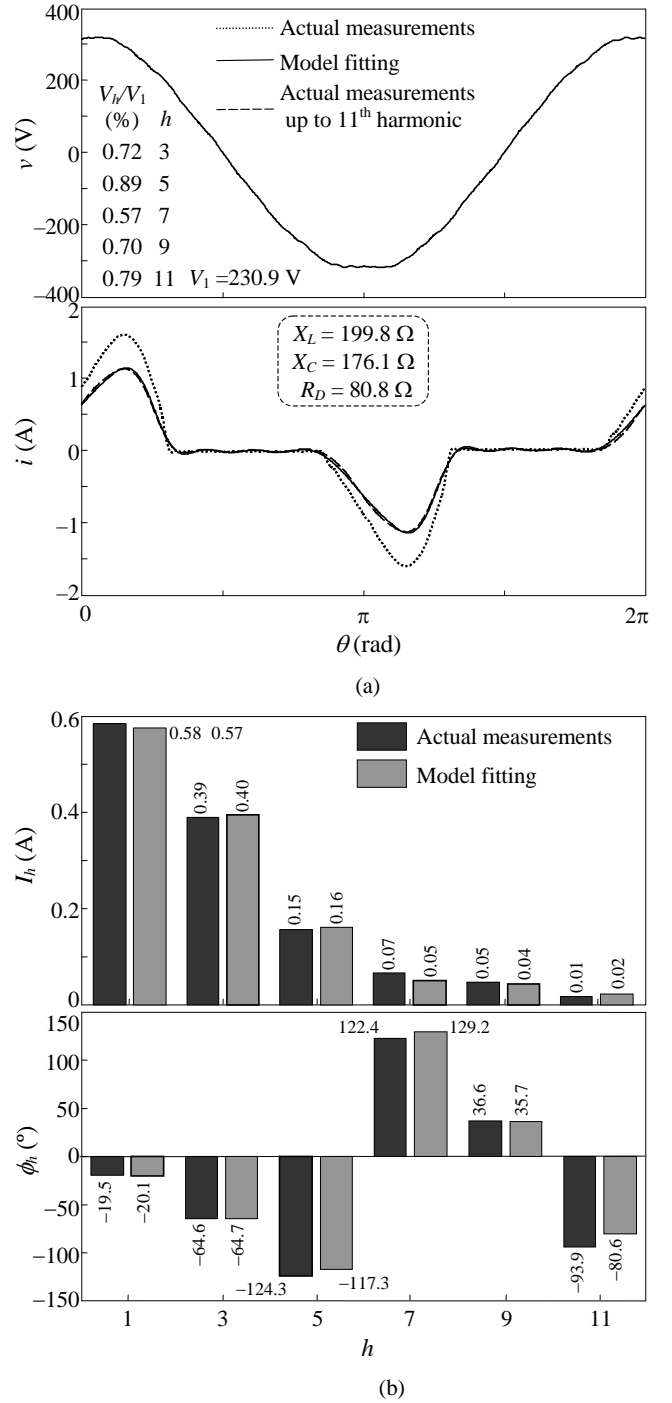 Actual measurements
Model fitting
Actual measurements
up to 11th harmonic
400
200
0
−200
−400
v (V)
Vh/V1
(%) h
0.72 3
0.89 5
0.57 7
0.70 9
0.79 11 V1 =230.9 V
2
1
0
−1
−2
i (A)
XL = 199.8 Ω
XC = 176.1 Ω
RD = 80.8 Ω
0 π 2π
θ (rad)
(a)
0.6
0.4
0.2
0
Ih (A)
Actual measurements
Model fitting
0.58 0.57
0.39 0.40
0.15 0.16
0.07 0.05
0.05 0.04
0.01 0.02
150
100
50
0
−50
−100
−150
ϕh (º)
−19.5 −20.1
−64.6 −64.7
−124.3 −117.3
122.4 129.2
36.6 35.7
−93.9 −80.6
1 3 5 7 9 11
h
(b)